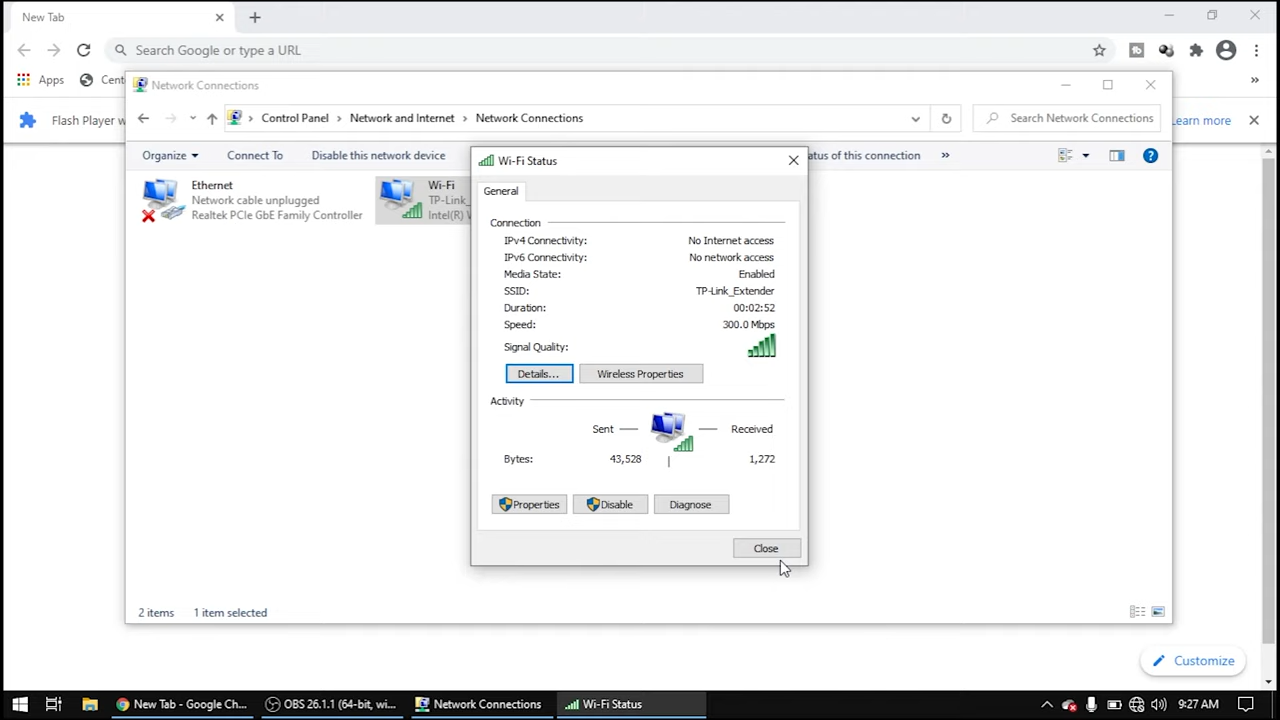 New Tab
Search Google or type a URL
Apps
Cent
Flash Player w
Learn more
Network Connections
Control Panel > Network and Internet > Network Connections
Search Network Connections
Organize
Connect To
Disable this network device
atus of this connection
»
Ethernet
Network cable unplugged
Realtek PCIe GbE Family Controller
Wi-Fi
TP-Link_
Intel(R) W
Wi-Fi Status
General
Connection
IPv4 Connectivity: No Internet access
IPv6 Connectivity: No network access
Media State: Enabled
SSID: TP-Link_Extender
Duration: 00:02:52
Speed: 300.0 Mbps
Signal Quality:
Details...
Wireless Properties
Activity
Sent — — Received
Bytes: 43,528 | 1,272
Properties
Disable
Diagnose
Close
2 items
1 item selected
Customize
New Tab - Google Ch...
OBS 26.1.1 (64-bit, wi...
Network Connections
Wi-Fi Status
9:27 AM